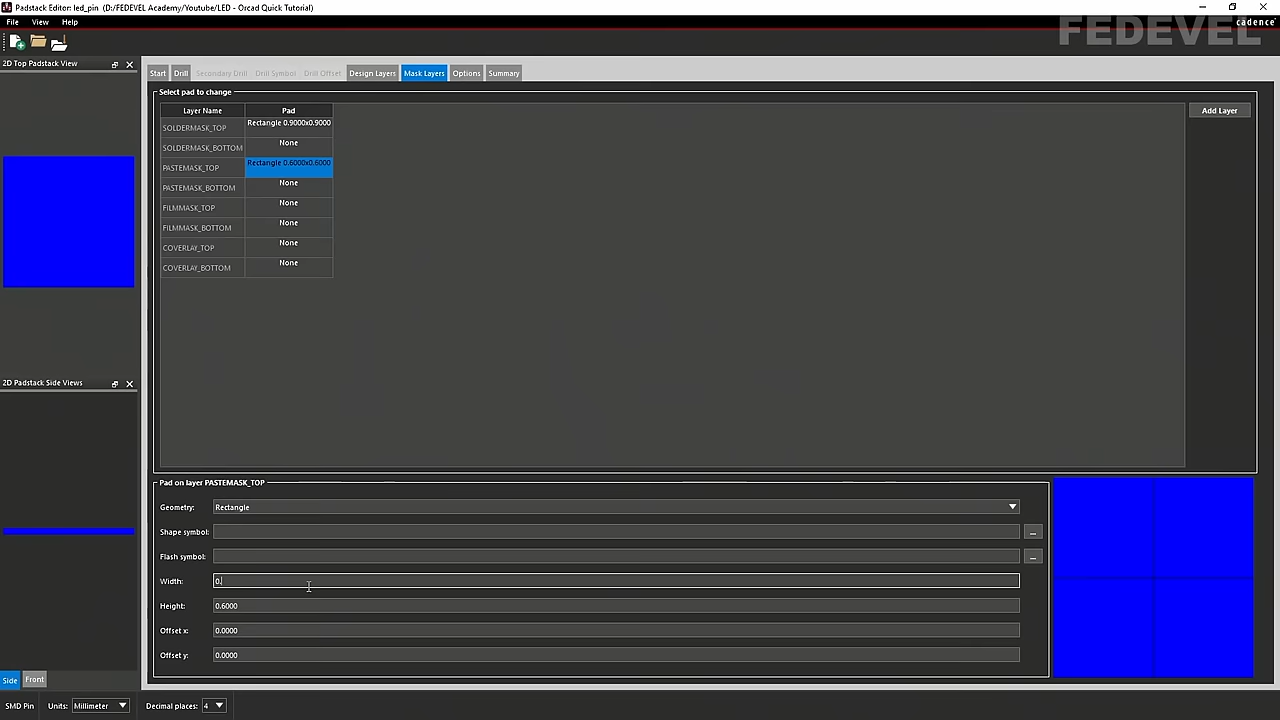 Padstack Editor: led_pin (D:/FEDEVEL Academy/Youtube/LED - Orcad Quick Tutorial)
File View Help
cadence
FEDEVEL
2D Top Padstack View
Start Drill Secondary Drill Drill Symbol Drill Offset Design Layers Mask Layers Options Summary
Select pad to change
Layer Name Pad
Add Layer
SOLDERMASK_TOP Rectangle 0.9000x0.9000
SOLDERMASK_BOTTOM None
PASTEMASK_TOP Rectangle 0.6000x0.6000
PASTEMASK_BOTTOM None
FILMMASK_TOP None
FILMMASK_BOTTOM None
COVERLAY_TOP None
COVERLAY_BOTTOM None
2D Padstack Side Views
Pad on layer PASTEMASK_TOP
Geometry: Rectangle
Shape symbol: ...
Flash symbol: ...
Width: 0.
Height: 0.6000
Offset x: 0.0000
Offset y: 0.0000
Side Front
SMD Pin Units: Millimeter Decimal places: 4